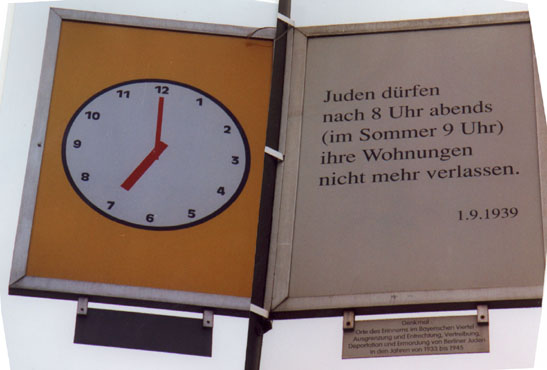 12
1
2
3
4
5
6
7
8
9
10
11
Juden dürfen
nach 8 Uhr abends
(im Sommer 9 Uhr)
ihre Wohnungen
nicht mehr verlassen.
1.9.1939
Denkmal
Orte des Erinnerns im Bayerischen Viertel
Ausgrenzung und Entrechtung, Vertreibung,
Deportation und Ermordung von Berliner Juden
in den Jahren von 1933 bis 1945